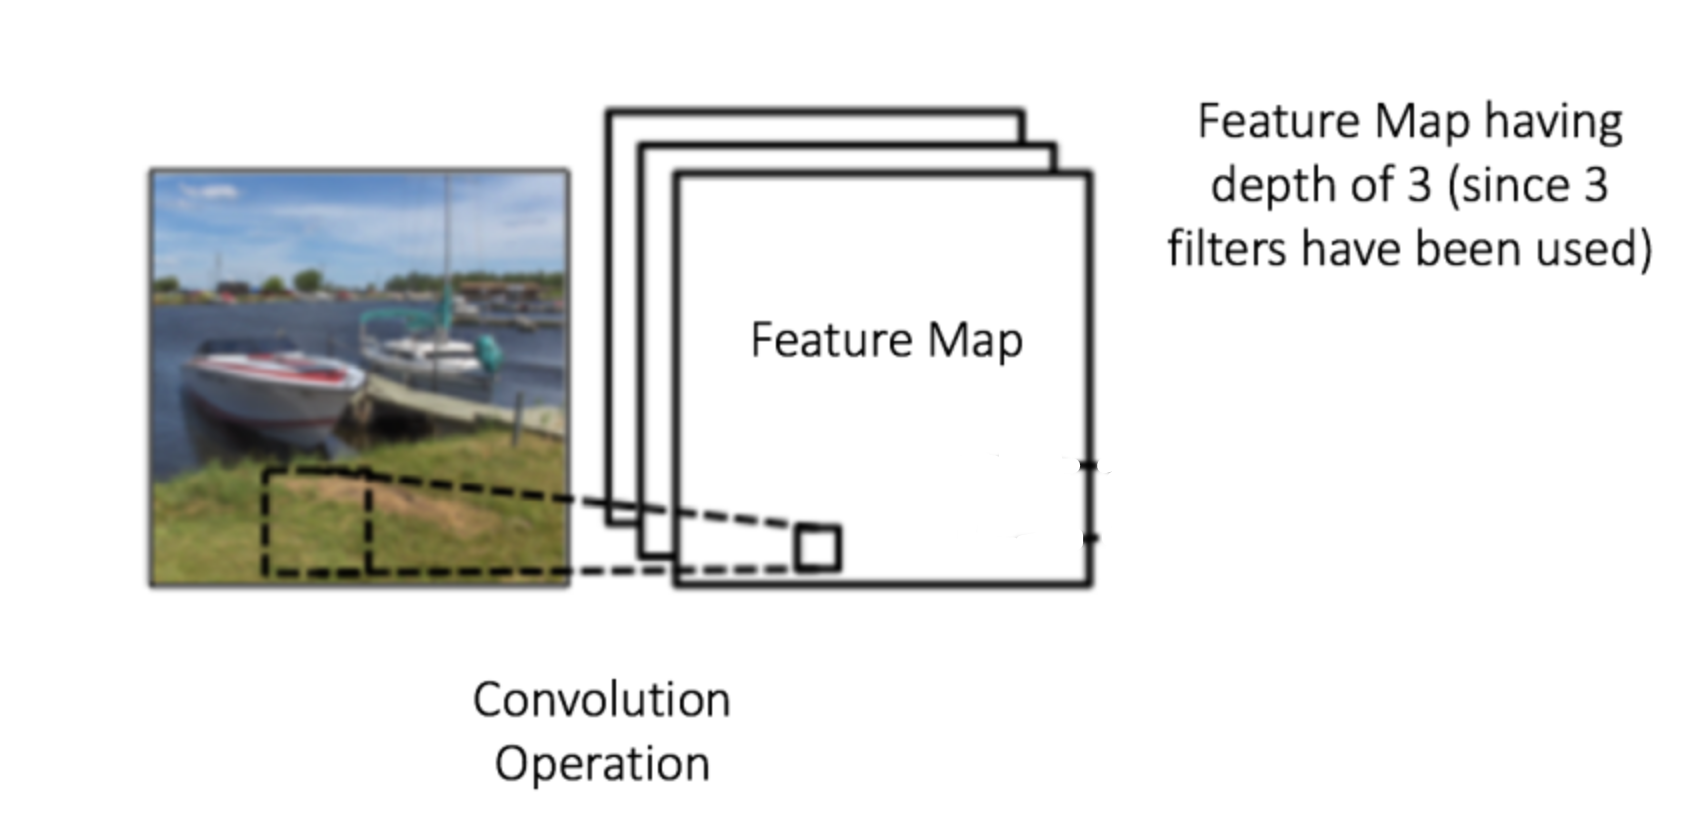 Feature Map having
depth of 3 (since 3
filters have been used)
Feature Map
Convolution
Operation